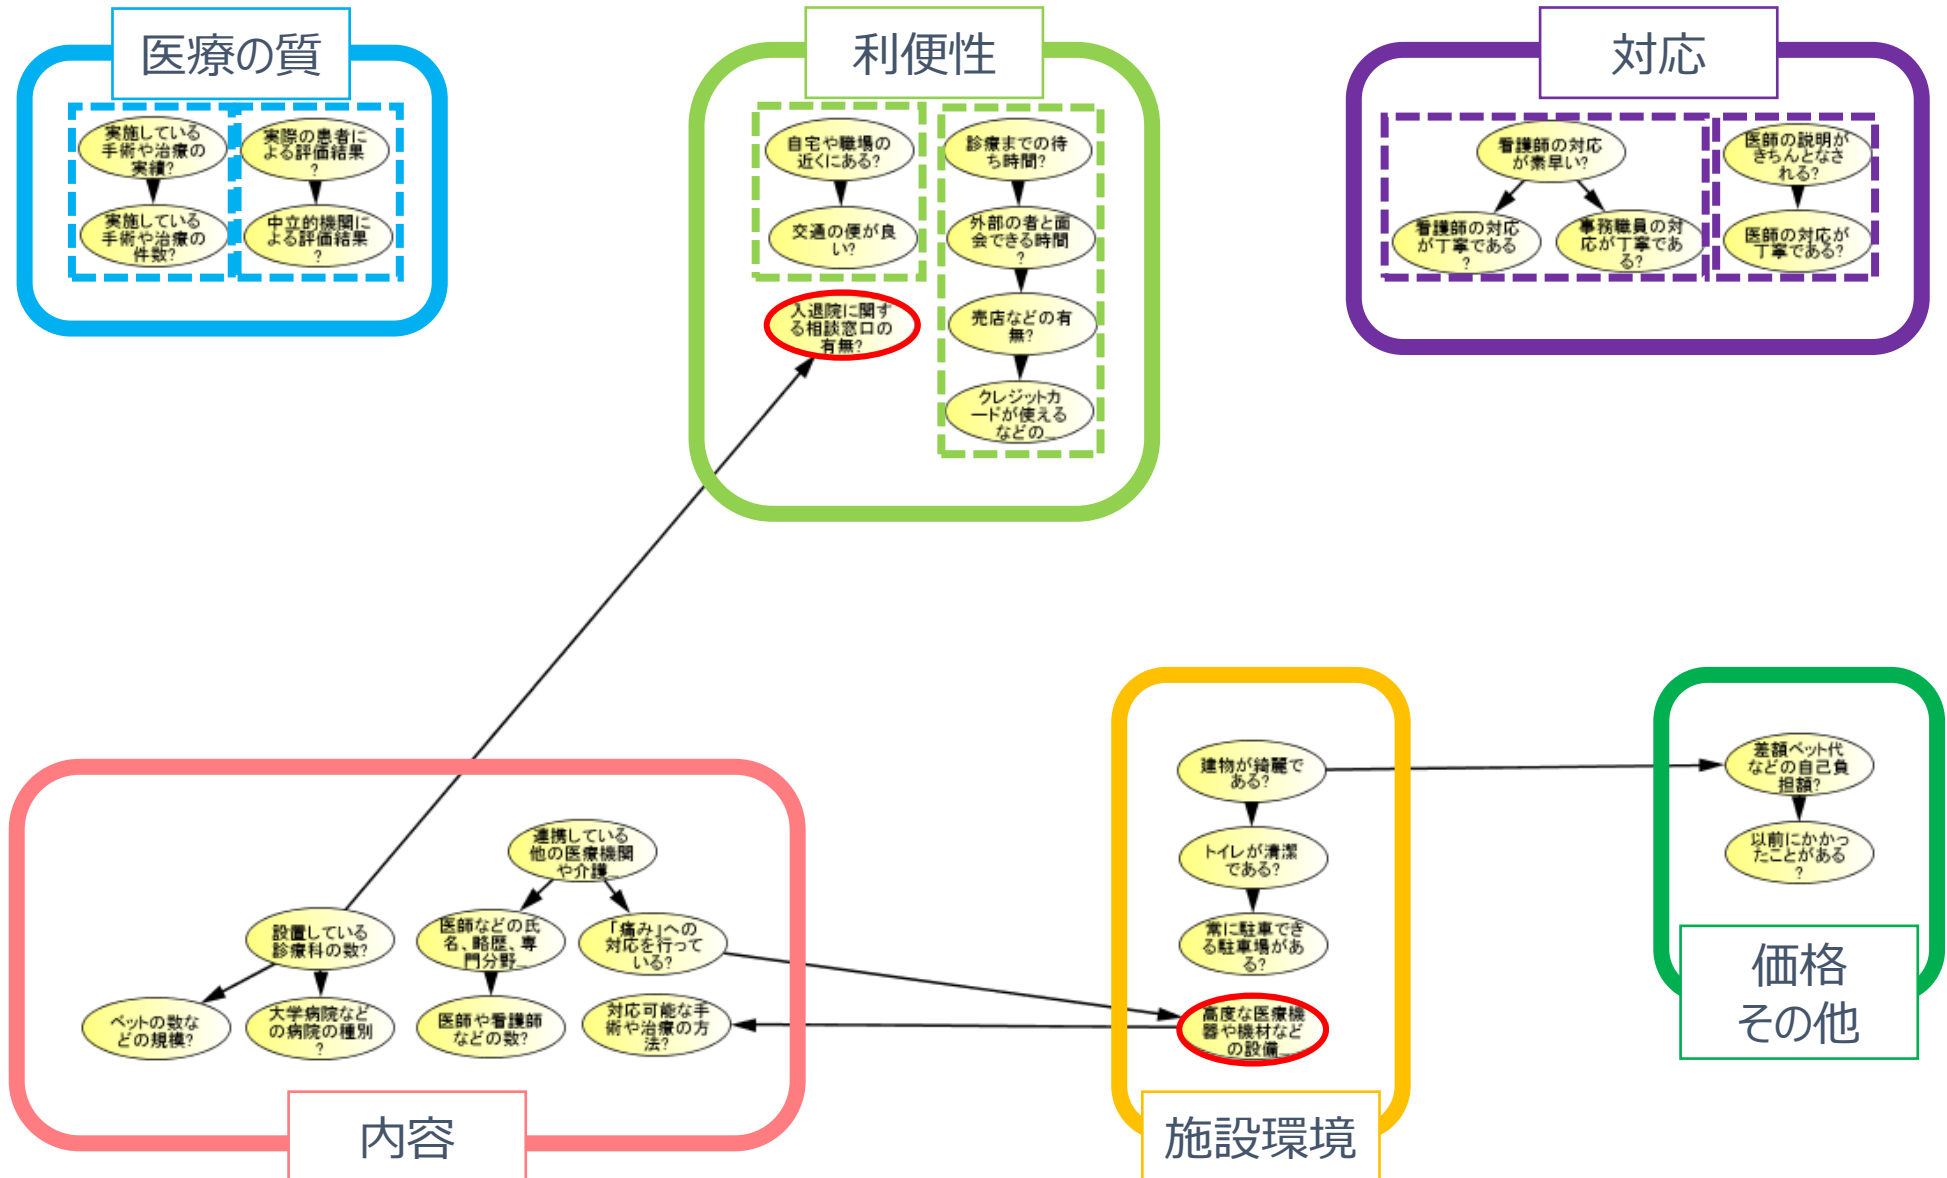 医療の質
実施している
手術や治療の
実績?
実際の患者に
よる評価結果
?
実施している
手術や治療の
件数?
中立的機関に
よる評価結果
?
利便性
自宅や職場の
近くにある?
診療までの待
ち時間?
交通の便が良
い?
外部の者と面
会できる時間
?
入退院に関す
る相談窓口の
有無?
売店などの有
無?
クレジットカ
ードが使える
などの...
対応
看護師の対応
が素早い?
医師の説明が
きちんとなさ
れる?
看護師の対応
が丁寧である
?
事務職員の対
応が丁寧であ
る?
医師の対応が
丁寧である?
連携している
他の医療機関
や介護...
設置している
診療科の数?
医師などの氏
名、略歴、専
門分野...
「痛み」への
対応を行って
いる?
ベットの数な
どの規模?
大学病院など
の病院の種別
?
医師や看護師
などの数?
対応可能な手
術や治療の方
法?
内容
建物が綺麗で
ある?
トイレが清潔
である?
常に駐車でき
る駐車場があ
る?
高度な医療機
器や機材など
の設備...
施設環境
差額ベット代
などの自己負
担額?
以前にかかっ
たことがある
?
価格
その他